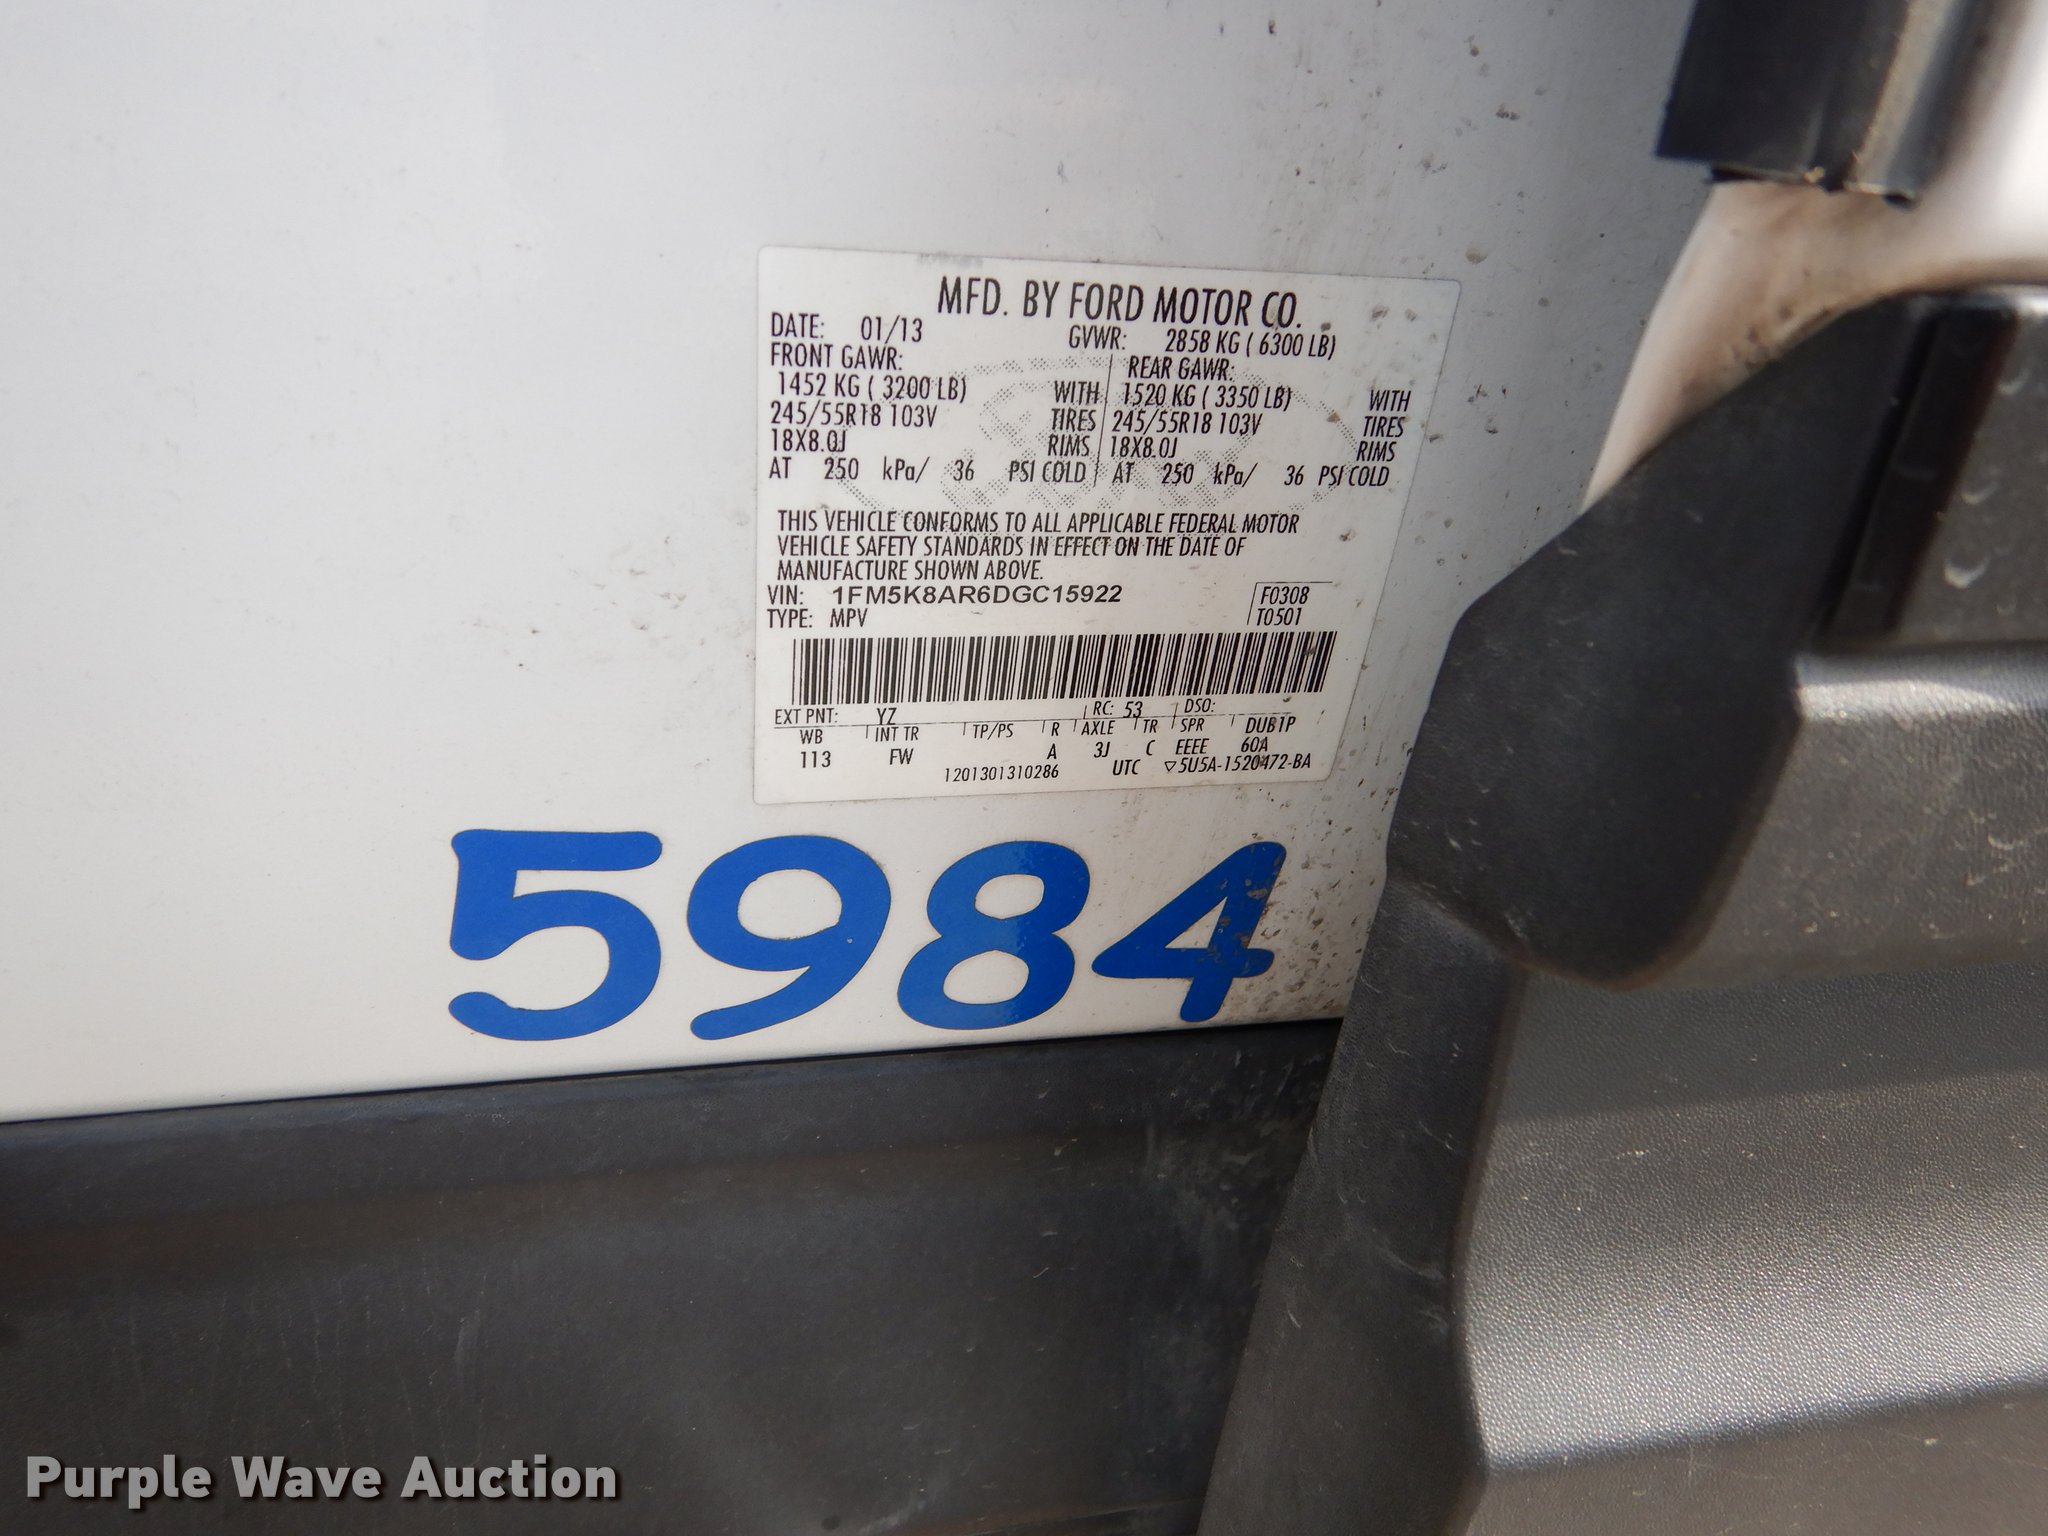 MFD. BY FORD MOTOR CO.
DATE: 01/13 GVWR: 2858 KG ( 6300 LB)
FRONT GAWR: REAR GAWR:
1452 KG ( 3200 LB) WITH 1520 KG ( 3350 LB) WITH
245/55R18 103V TIRES 245/55R18 103V TIRES
18X8.0J RIMS 18X8.0J RIMS
AT 250 kPa/ 36 PSI COLD AT 250 kPa/ 36 PSI COLD
THIS VEHICLE CONFORMS TO ALL APPLICABLE FEDERAL MOTOR
VEHICLE SAFETY STANDARDS IN EFFECT ON THE DATE OF
MANUFACTURE SHOWN ABOVE.
VIN: 1FM5K8AR6DGC15922 F0308
TYPE: MPV T0501
EXT PNT: YZ RC: 53 DSO:
WB INT TR TP/PS R AXLE TR SPR DUB1P
113 FW A 3J C EEEE 60A
1201301310286 UTC ▽5U5A-1520472-BA
5984
Purple Wave Auction